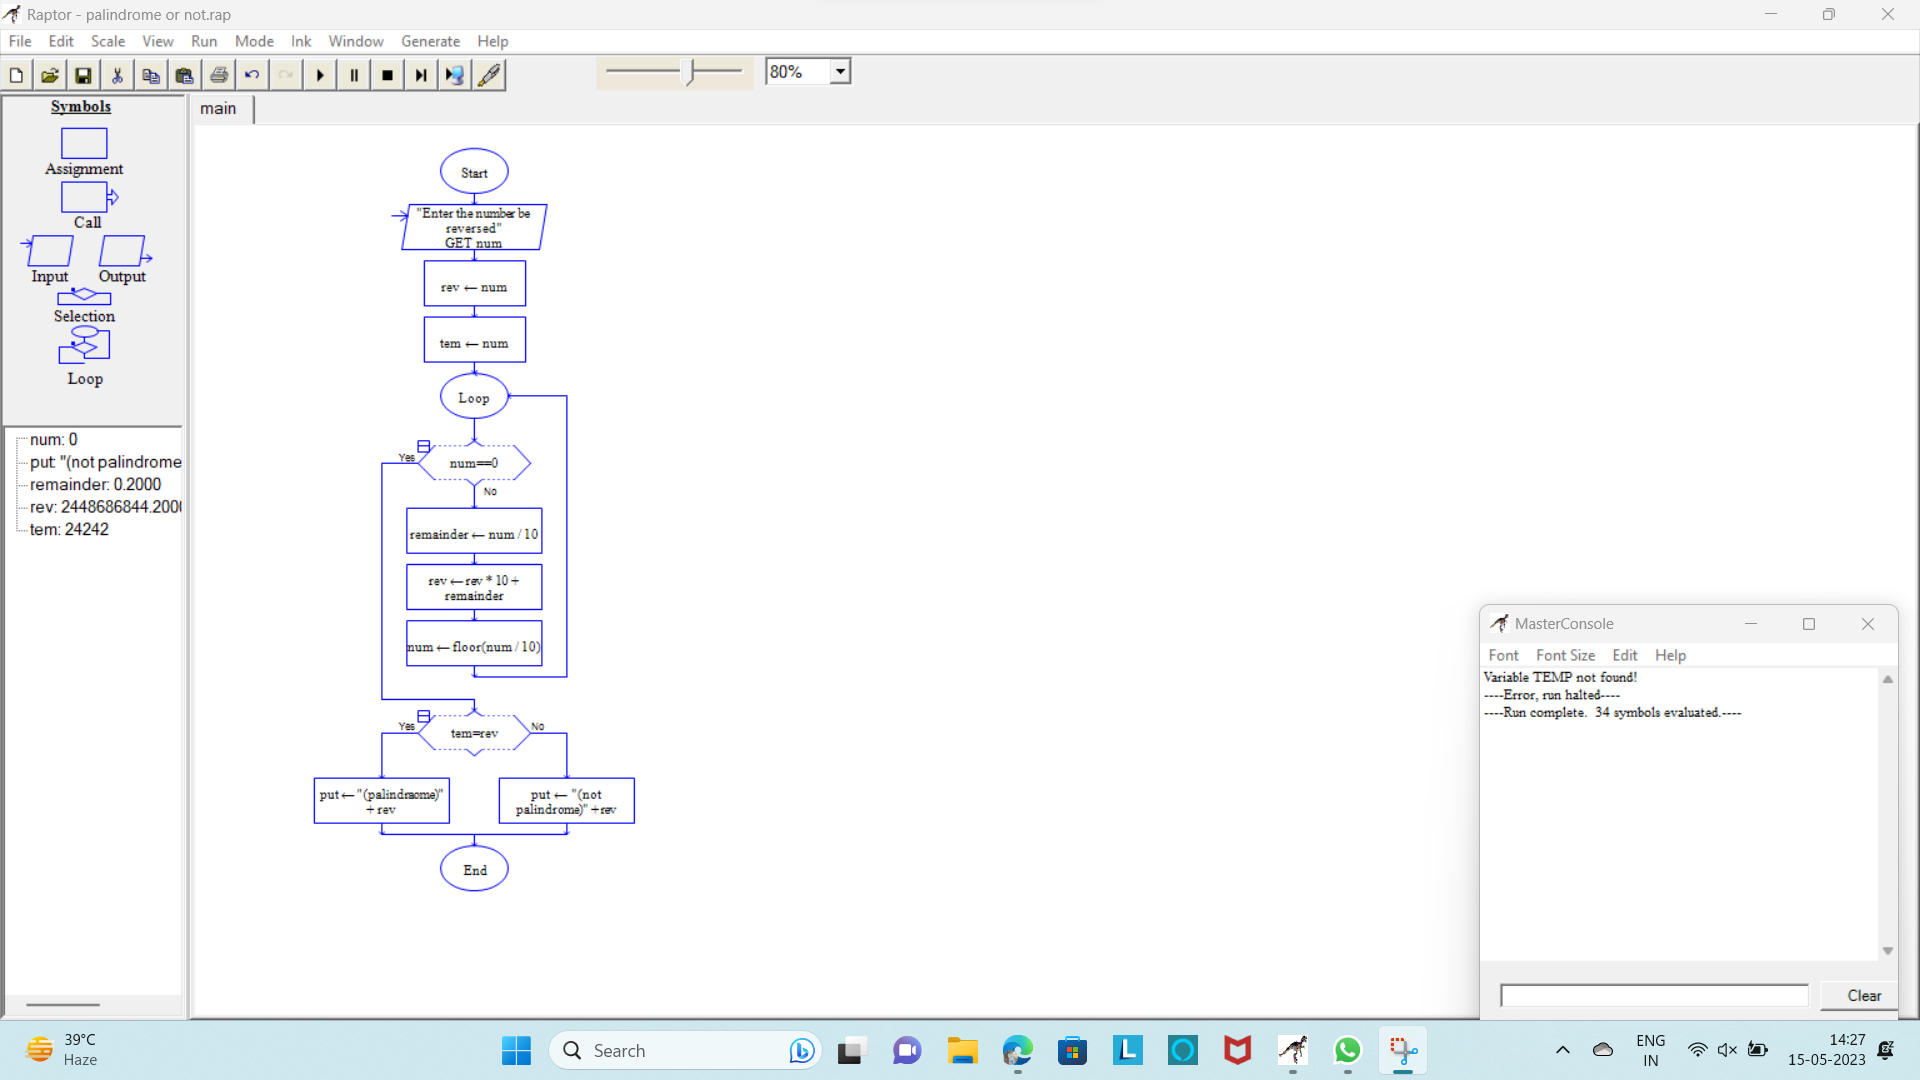 Raptor - palindrome or not.rap
File Edit Scale View Run Mode Ink Window Generate Help
80%
Symbols
Assignment
Call
Input Output
Selection
Loop
num: 0
put: "(not palindrome
remainder: 0.2000
rev: 2448686844.200
tem: 24242
main
Start
"Enter the number be
reversed"
GET num
rev ← num
tem ← num
Loop
Yes
num==0
No
remainder ← num / 10
rev ← rev * 10 +
remainder
num ← floor(num / 10)
Yes
tem=rev
No
put ← "(palindraome)"
+ rev
put ← "(not
palindrome)" +rev
End
MasterConsole
Font Font Size Edit Help
Variable TEMP not found!
----Error, run halted----
----Run complete.  34 symbols evaluated.----
Clear
39°C
Haze
Search
ENG
IN
14:27
15-05-2023